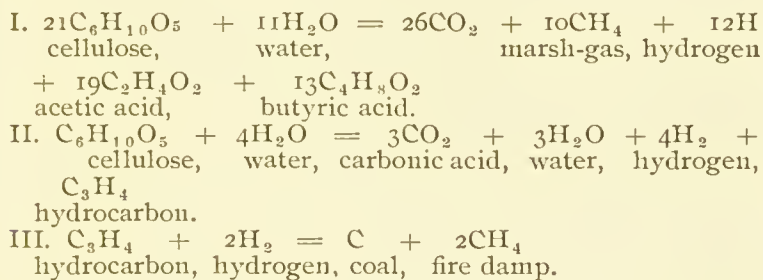 I. 21C₆H₁₀O₅ + 11H₂O = 26CO₂ + 10CH₄ + 12H
cellulose, water, marsh-gas, hydrogen
+ 19C₂H₄O₂ + 13C₄H₈O₂
acetic acid, butyric acid.
II. C₆H₁₀O₅ + 4H₂O = 3CO₂ + 3H₂O + 4H₂ +
cellulose, water, carbonic acid, water, hydrogen,
C₃H₄
hydrocarbon.
III. C₃H₄ + 2H₂ = C + 2CH₄
hydrocarbon, hydrogen, coal, fire damp.